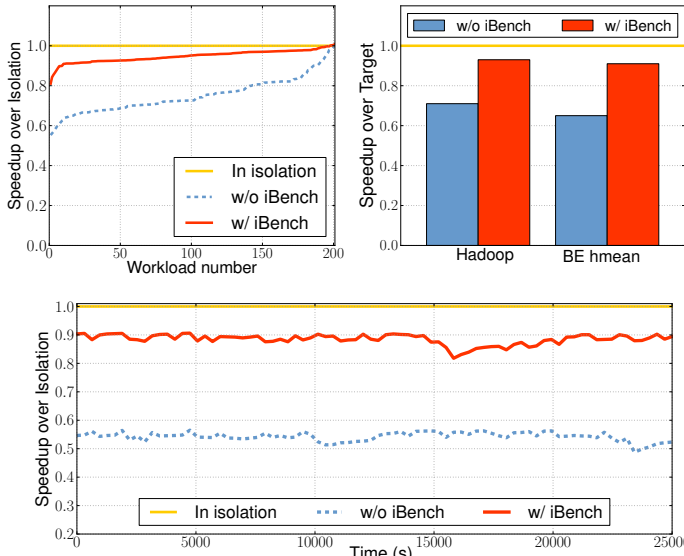 Speedup over Isolation
1.0
0.8
0.6
0.4
0.2
0.0
In isolation
w/o iBench
w/ iBench
0
50
100
150
200
Workload number
Speedup over Target
1.0
0.8
0.6
0.4
0.2
0.0
w/o iBench
w/ iBench
Hadoop
BE hmean
Speedup over Isolation
1.0
0.9
0.8
0.7
0.6
0.5
0.4
0.3
0.2
In isolation
w/o iBench
w/ iBench
0
5000
10000
15000
20000
25000
Time (s)